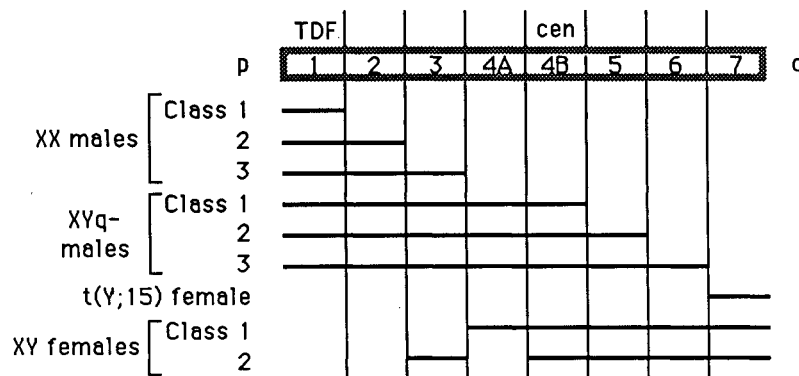 TDF cen
p 1 2 3 4A 4B 5 6 7 q
XX males
Class 1
2
3
XYq-
males
Class 1
2
3
t(Y;15) female
XY females
Class 1
2